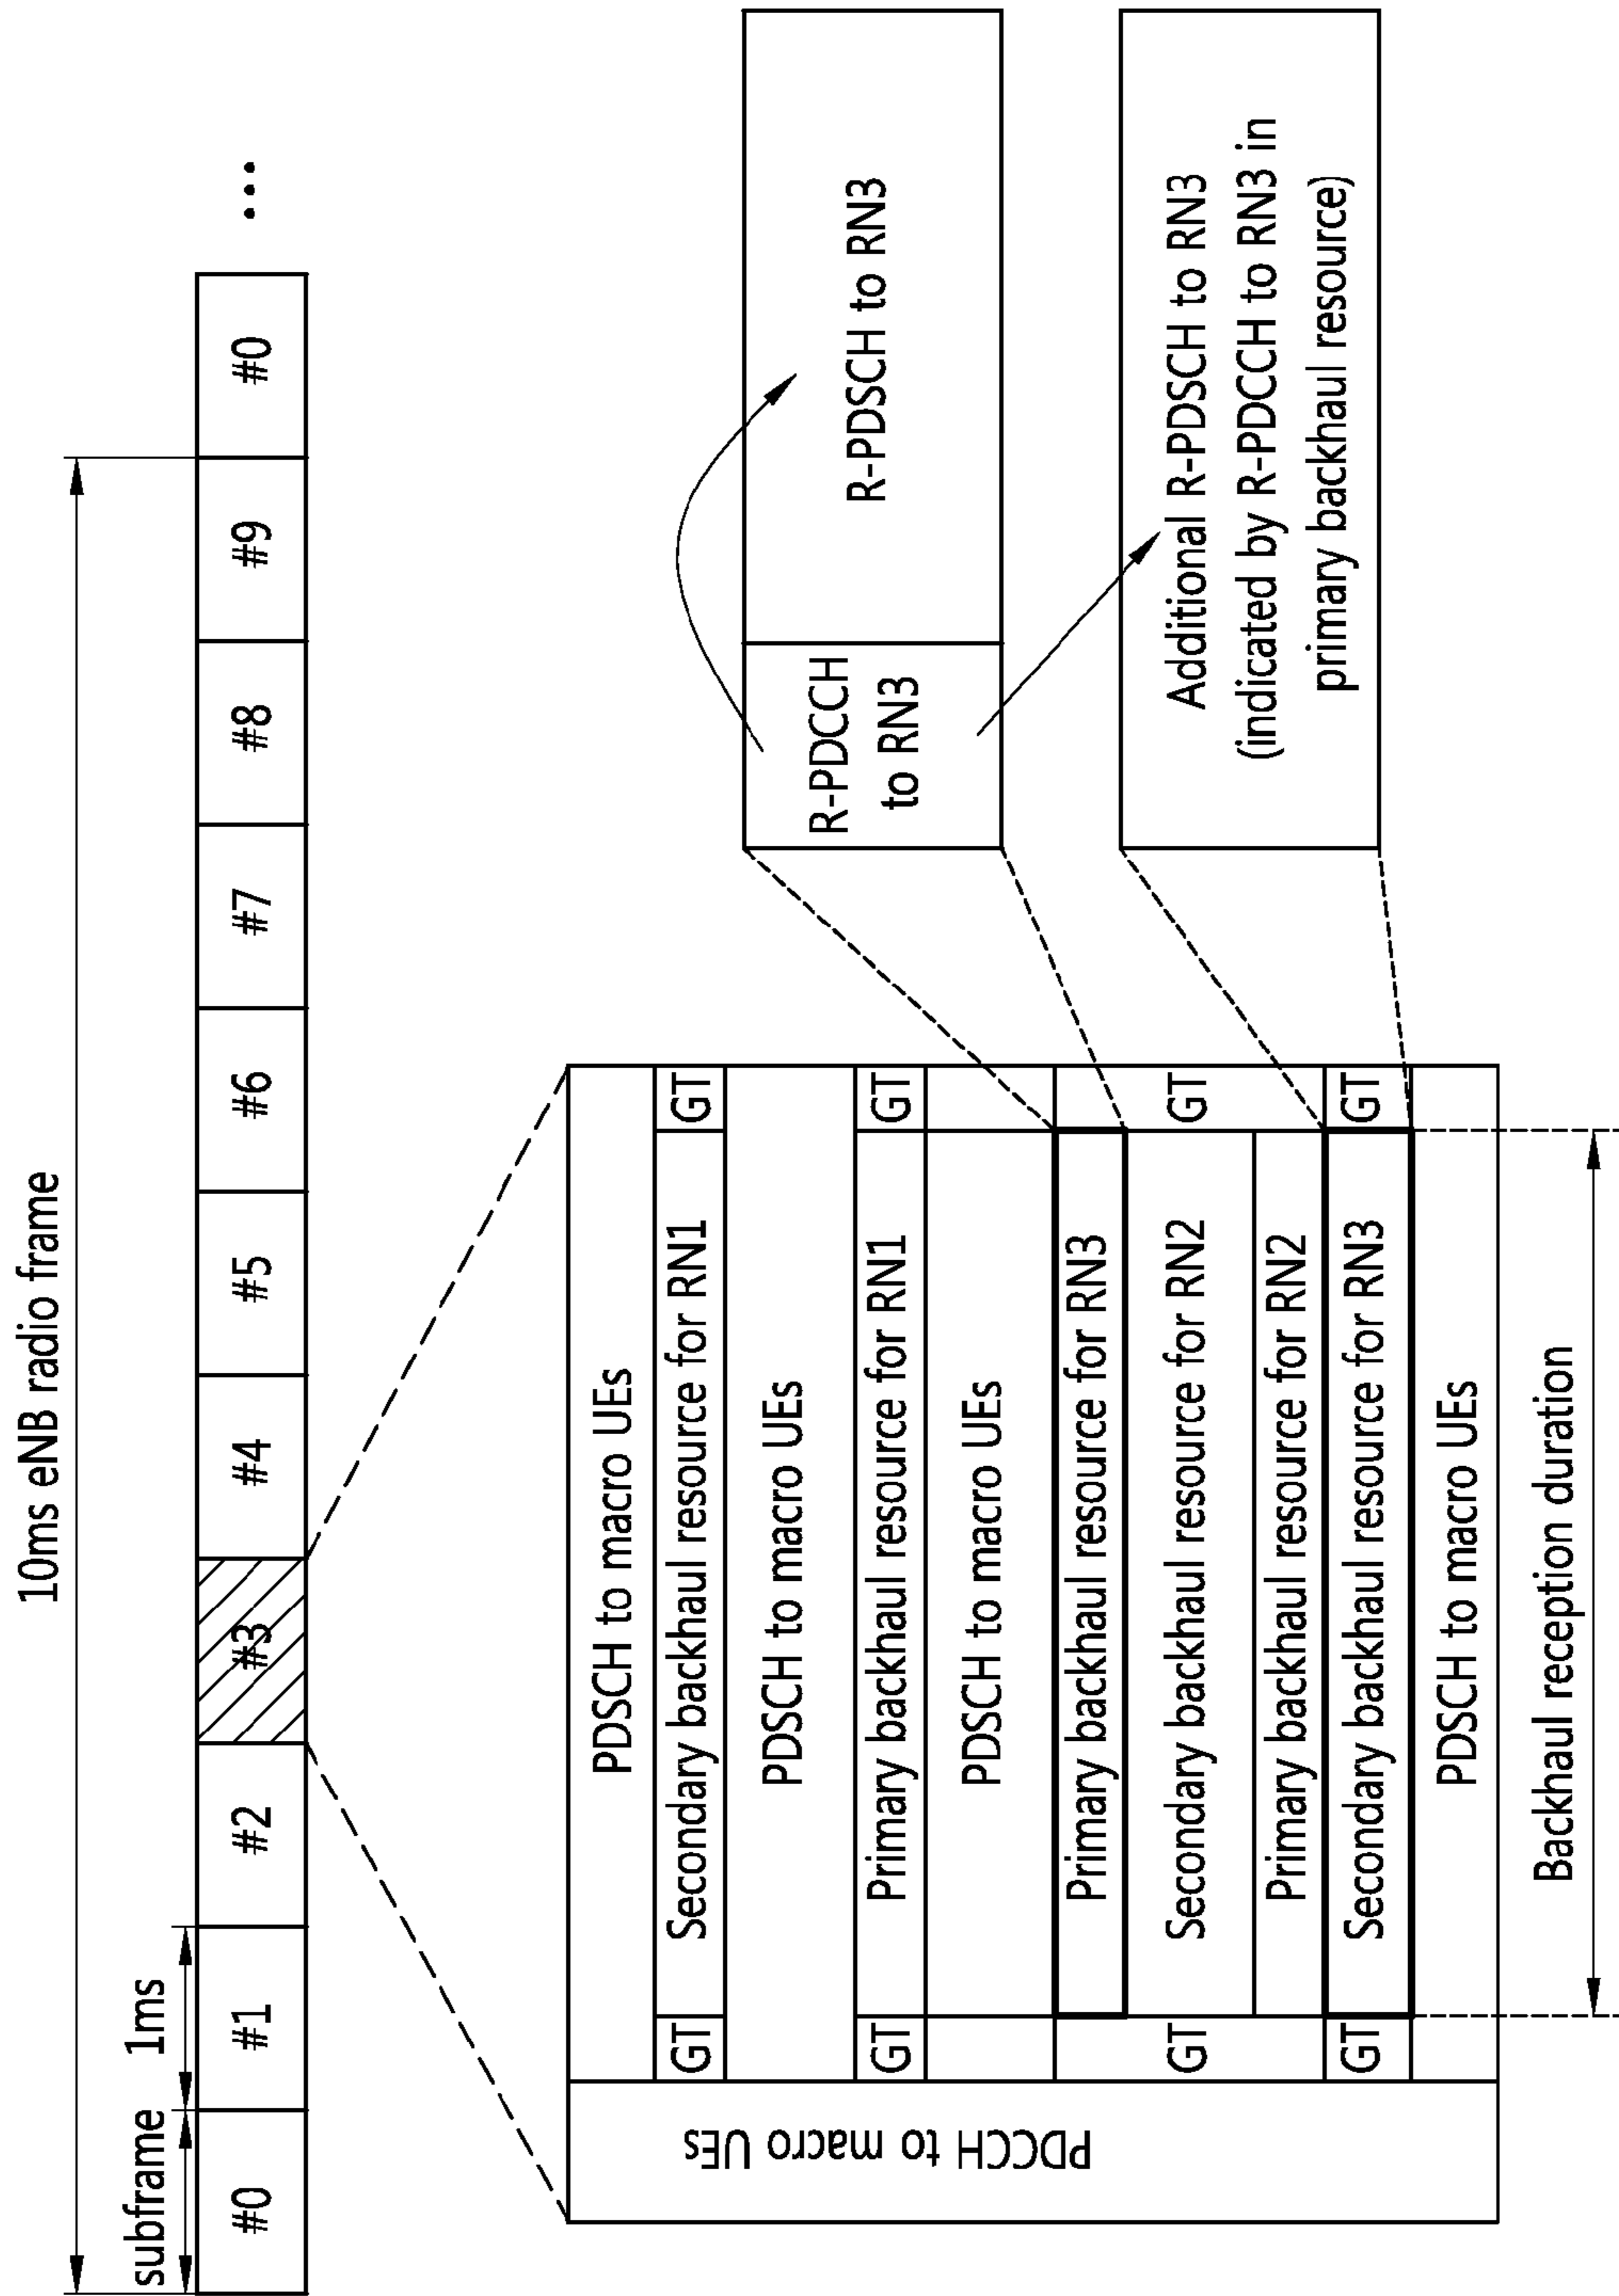 10ms eNB radio frame
subframe
1ms
#0
#1
#2
#3
#4
#5
#6
#7
#8
#9
#0
...
PDCCH to macro UEs
PDSCH to macro UEs
GT
Secondary backhaul resource for RN1
GT
PDSCH to macro UEs
GT
Primary backhaul resource for RN1
GT
PDSCH to macro UEs
GT
Primary backhaul resource for RN3
Secondary backhaul resource for RN2
Primary backhaul resource for RN2
GT
GT
Secondary backhaul resource for RN3
GT
PDSCH to macro UEs
Backhaul reception duration
R-PDCCH
to RN3
R-PDSCH to RN3
Additional R-PDSCH to RN3
(indicated by R-PDCCH to RN3 in
primary backhaul resource)